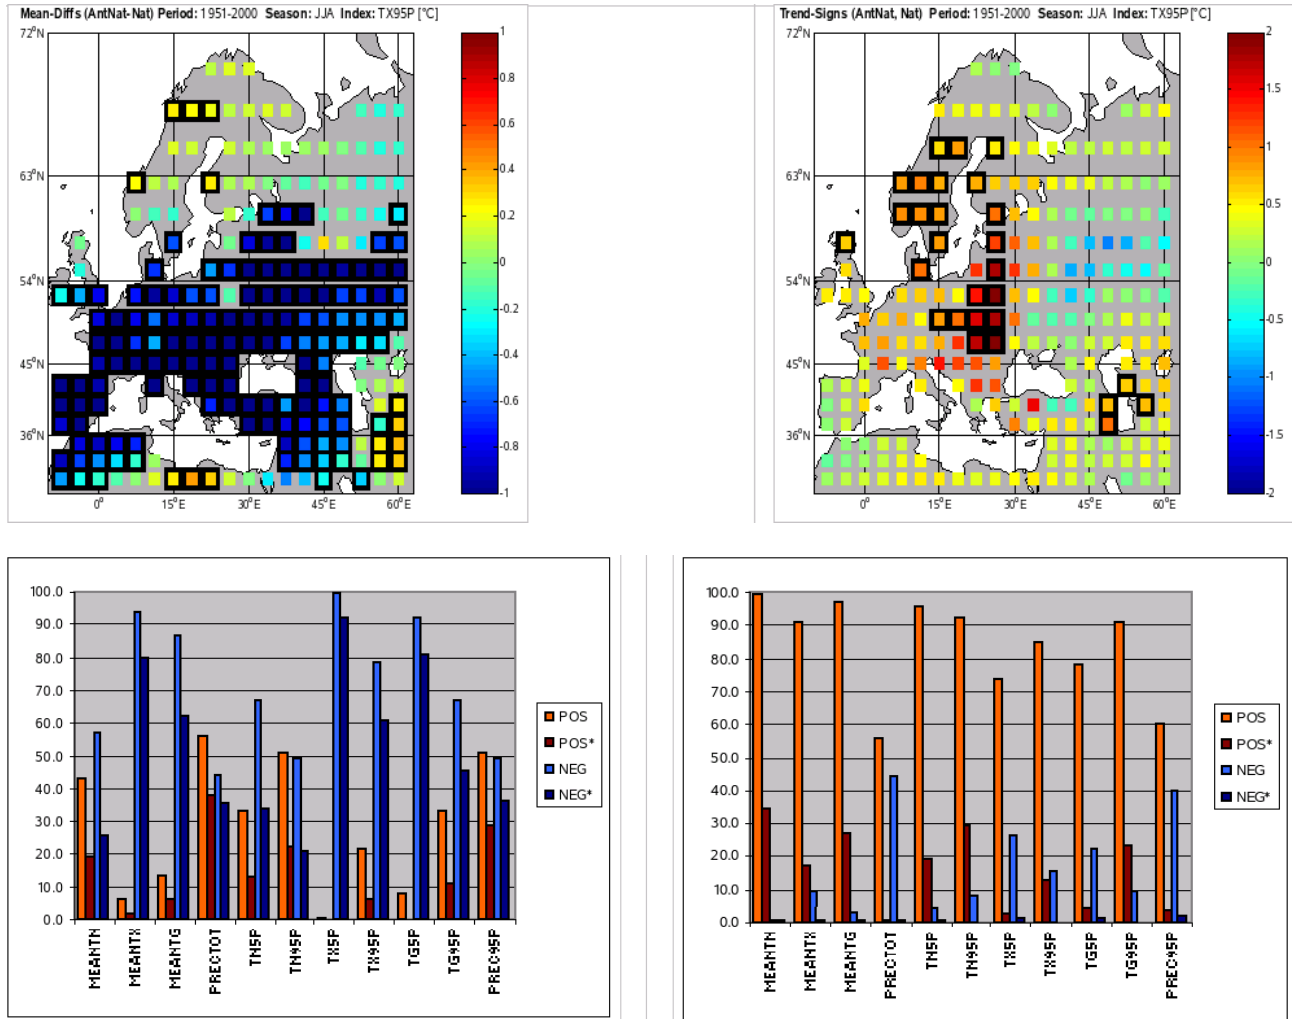 Mean-Diffs (AntNat-Nat) Period: 1951-2000 Season: JJA Index: TX95P [°C]
72°N
63°N
54°N
45°N
36°N
0°
15°E
30°E
45°E
60°E
1
0.8
0.6
0.4
0.2
0
-0.2
-0.4
-0.6
-0.8
-1
Trend-Signs (AntNat, Nat) Period: 1951-2000 Season: JJA Index: TX95P [°C]
72°N
63°N
54°N
45°N
36°N
0°
15°E
30°E
45°E
60°E
2
1.5
1
0.5
0
-0.5
-1
-1.5
-2
100.0
90.0
80.0
70.0
60.0
50.0
40.0
30.0
20.0
10.0
0.0
MEANTN
MEANTX
MEANTG
PRECTOT
TN5P
TN95P
TX5P
TX95P
TG5P
TG95P
PREC95P
POS
POS*
NEG
NEG*
100.0
90.0
80.0
70.0
60.0
50.0
40.0
30.0
20.0
10.0
0.0
MEANTN
MEANTX
MEANTG
PRECTOT
TN5P
TN95P
TX5P
TX95P
TG5P
TG95P
PREC95P
POS
POS*
NEG
NEG*